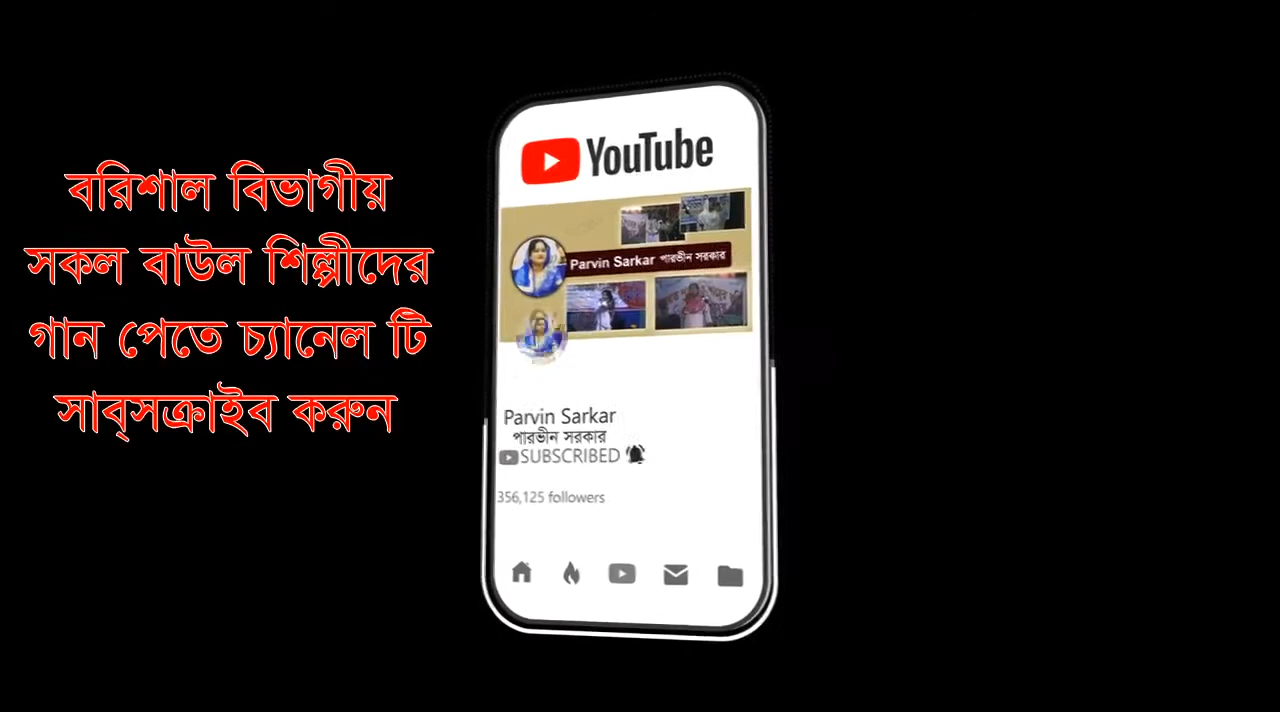 বরিশাল বিভাগীয়
সকল বাউল শিল্পীদের
গান পেতে চ্যানেল টি
সাব্সক্রাইব করুন
YouTube
Parvin Sarkar পারভীন সরকার
Parvin Sarkar
পারভীন সরকার
SUBSCRIBED
356,125 followers